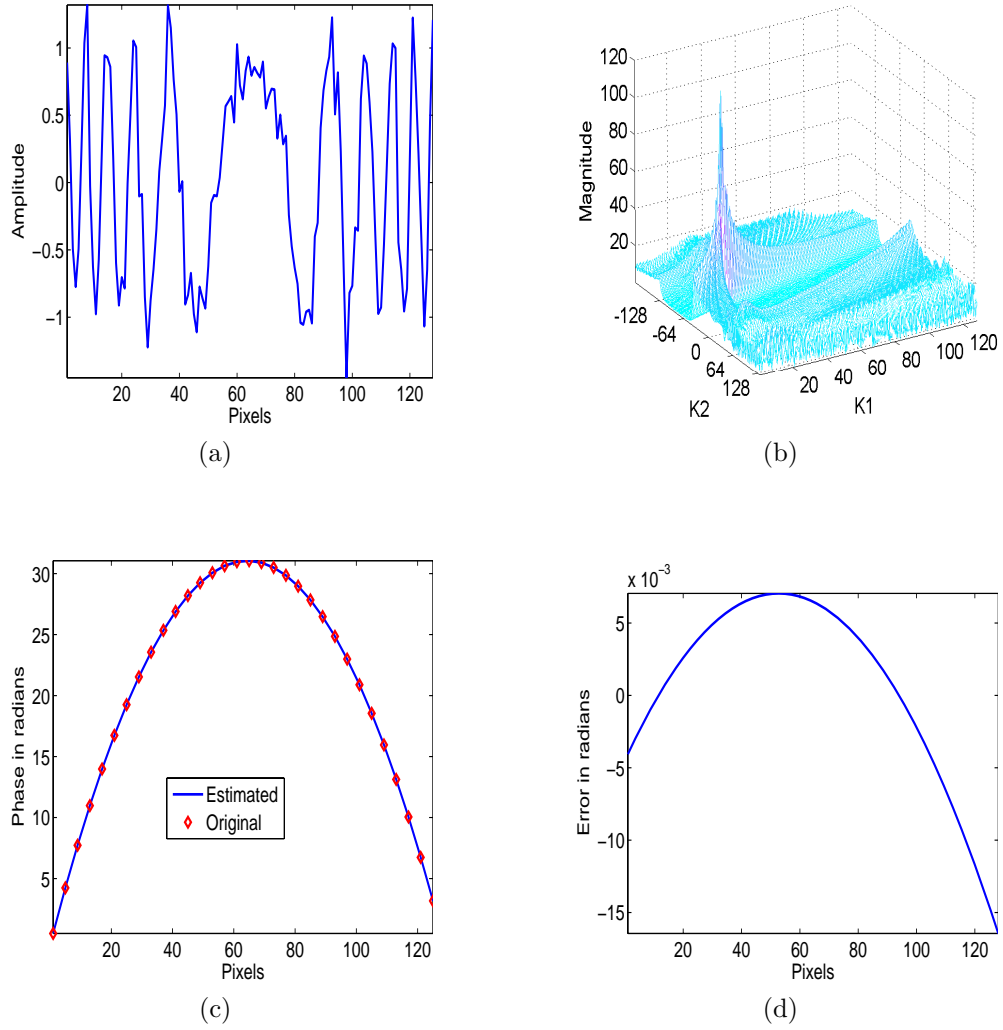 1
0.5
0
−0.5
−1
Amplitude
20 40 60 80 100 120
Pixels
(a)
120
100
80
60
40
20
Magnitude
-128
-64
0
64
128
K2
20 40 60 80 100 120
K1
(b)
30
25
20
15
10
5
Phase in radians
Estimated
Original
20 40 60 80 100 120
Pixels
(c)
x 10−3
5
0
−5
−10
−15
Error in radians
20 40 60 80 100 120
Pixels
(d)